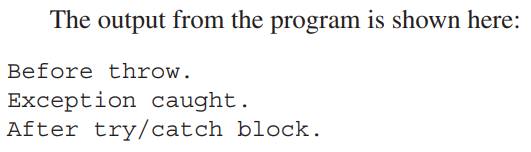 The output from the program is shown here:
Before throw.
Exception caught.
After try/catch block.